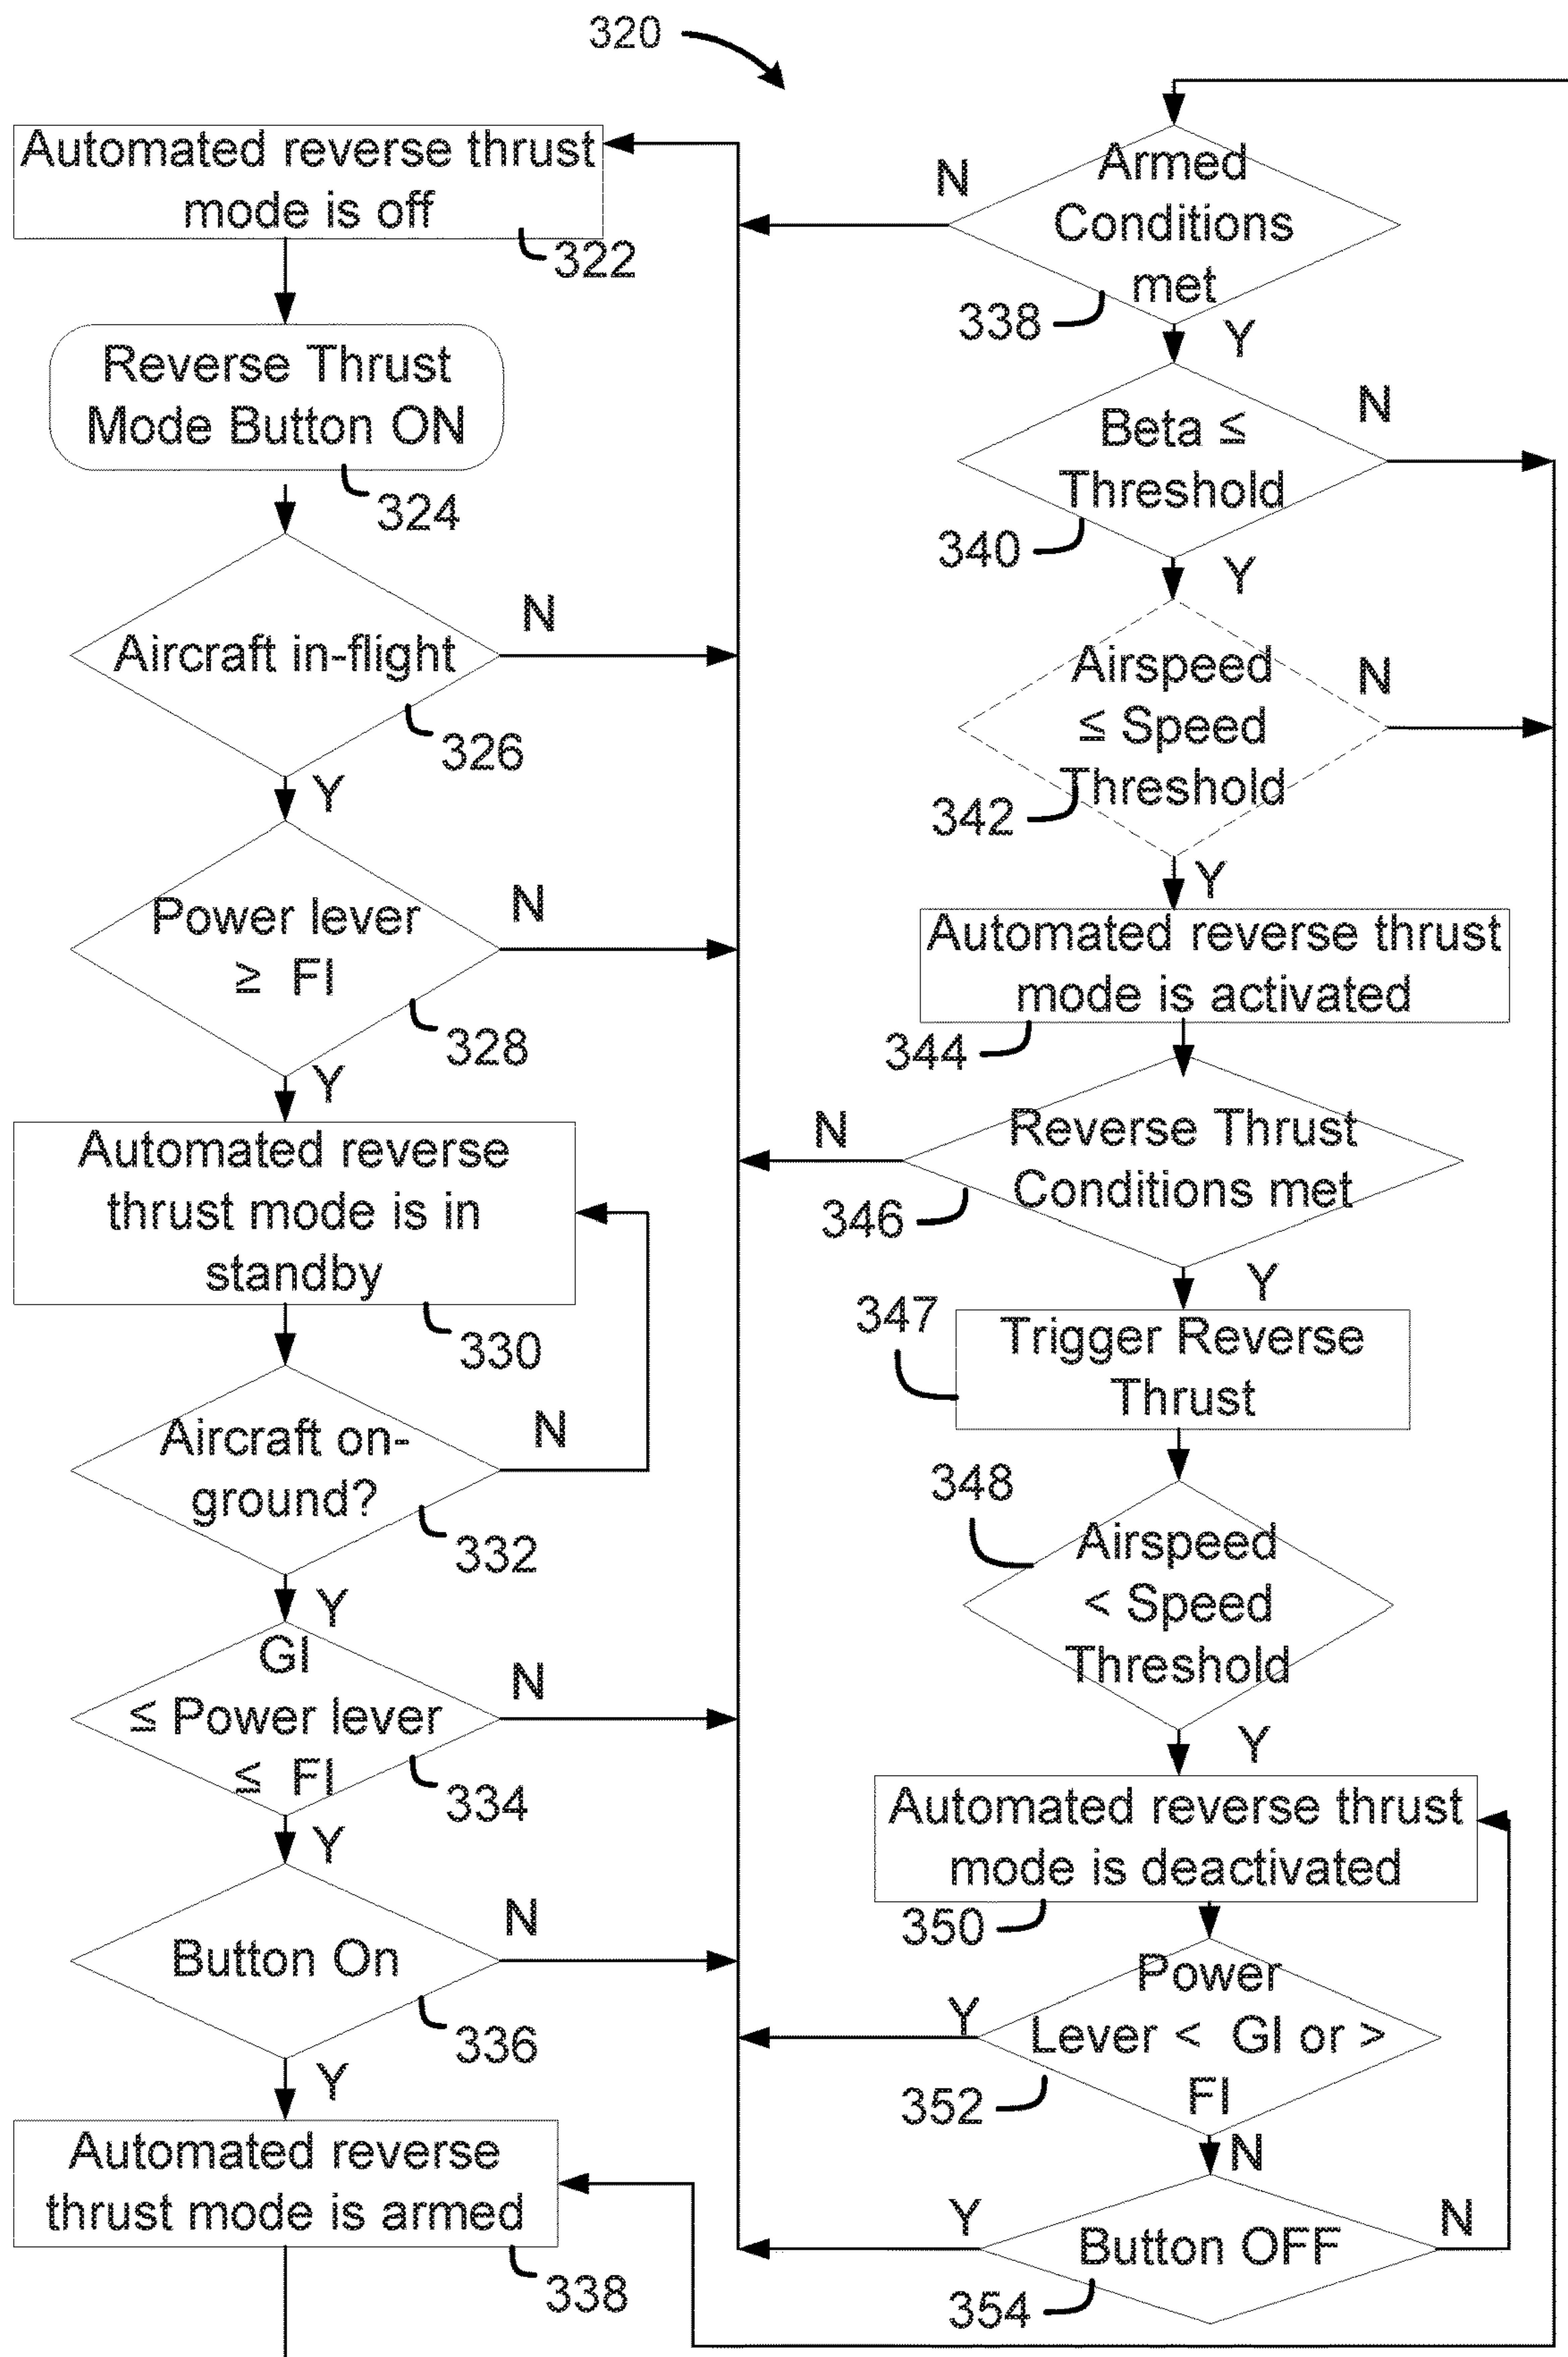 320
Automated reverse thrust
mode is off
322
Reverse Thrust
Mode Button ON
324
Aircraft in-flight
N
326
Y
Power lever
≥ FI
N
328
Y
Automated reverse
thrust mode is in
standby
330
Aircraft on-
ground?
N
332
Y
GI
≤ Power lever
≤ FI
N
334
Y
Button On
N
336
Y
Automated reverse
thrust mode is armed
338
Armed
Conditions
met
N
338
Y
Beta ≤
Threshold
N
340
Y
Airspeed
≤ Speed
Threshold
N
342
Y
Automated reverse thrust
mode is activated
344
Reverse Thrust
Conditions met
N
346
Y
347
Trigger Reverse
Thrust
348
Airspeed
< Speed
Threshold
Y
Automated reverse thrust
mode is deactivated
350
Power
Lever < GI or >
FI
Y
352
N
Button OFF
Y
N
354